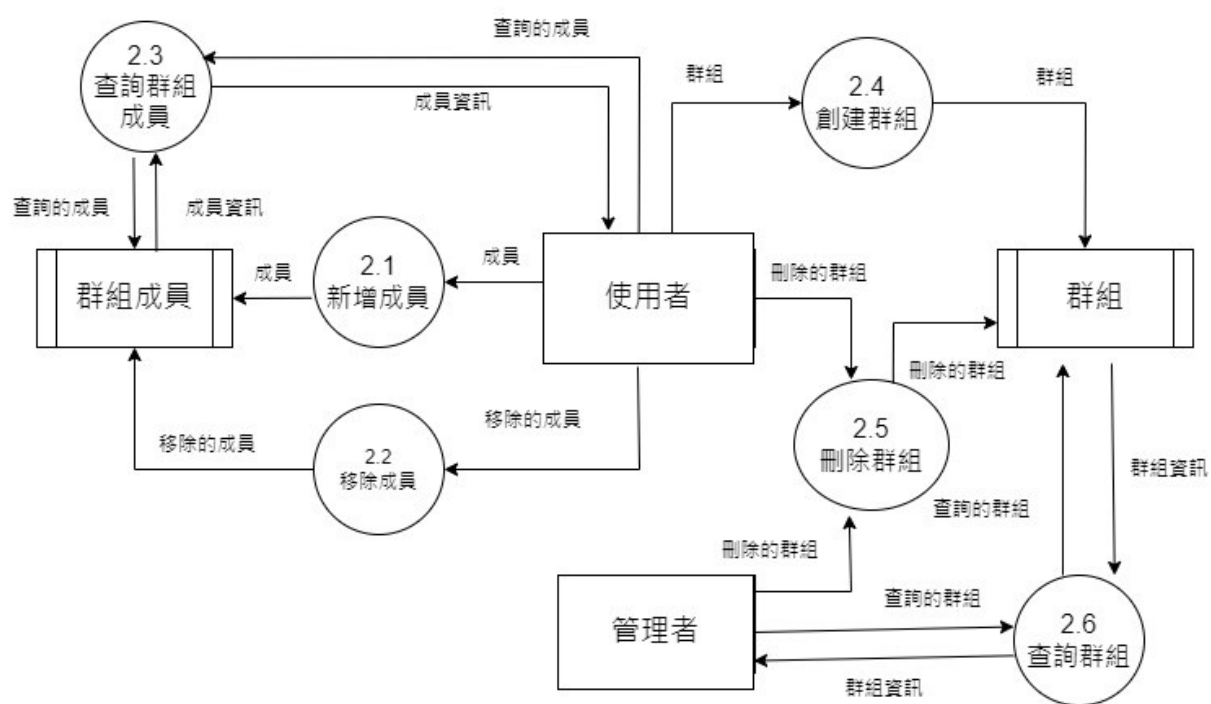 查詢的成員
2.3
查詢群組
成員
成員資訊
群組
2.4
創建群組
群組
查詢的成員
成員資訊
群組成員
成員
2.1
新增成員
成員
使用者
刪除的群組
群組
刪除的群組
移除的成員
2.2
移除成員
移除的成員
2.5
刪除群組
群組資訊
查詢的群組
刪除的群組
管理者
查詢的群組
2.6
查詢群組
群組資訊